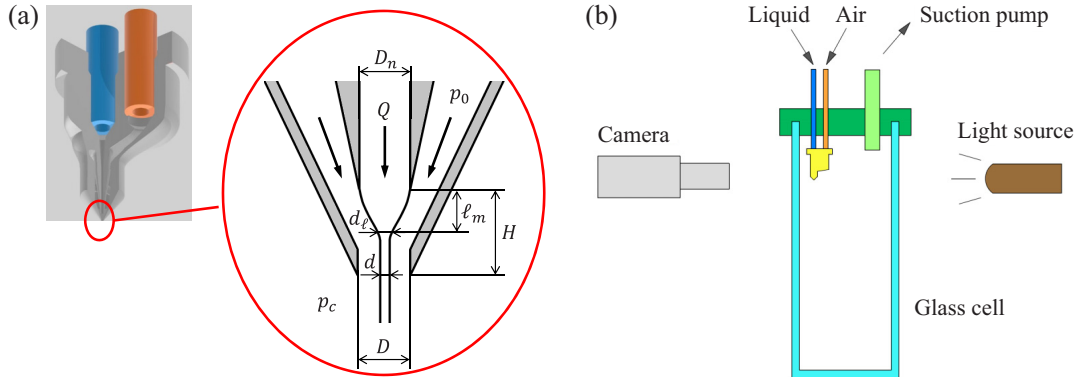 (a)
D_n
Q
p_0
d_ℓ
ℓ_m
H
d
p_c
D
(b)
Liquid Air
Suction pump
Camera
Light source
Glass cell